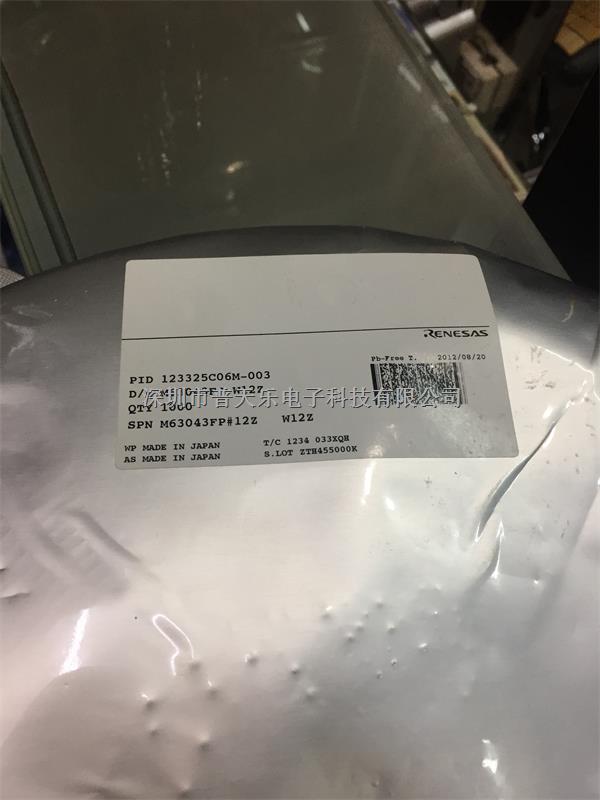 RENESAS
Pb-Free T. 2012/08/20
PID 123325C06M-003
深圳市普天乐电子科技有限公司
QTY 1000
SPN M63043FP#12Z W12Z
WP MADE IN JAPAN T/C 1234 033XQH
AS MADE IN JAPAN S.LOT ZTH455000K